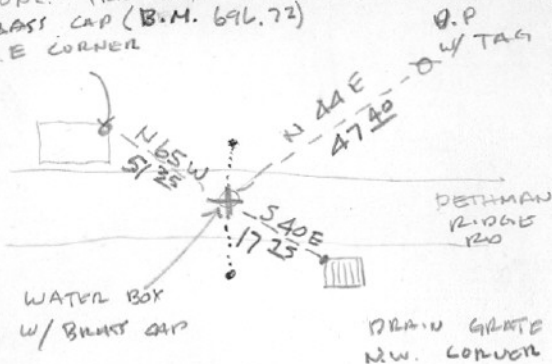 BRASS CAP (B.M. 696.72)
E CORNER
P.P
W/ TAG
N 44 E
47 40
N 65 W
51 25
S 40 E
17 25
DETHMAN
RIDGE
RD
WATER BOX
W/ BRASS CAP
DRAIN GRATE
N.W. CORNER